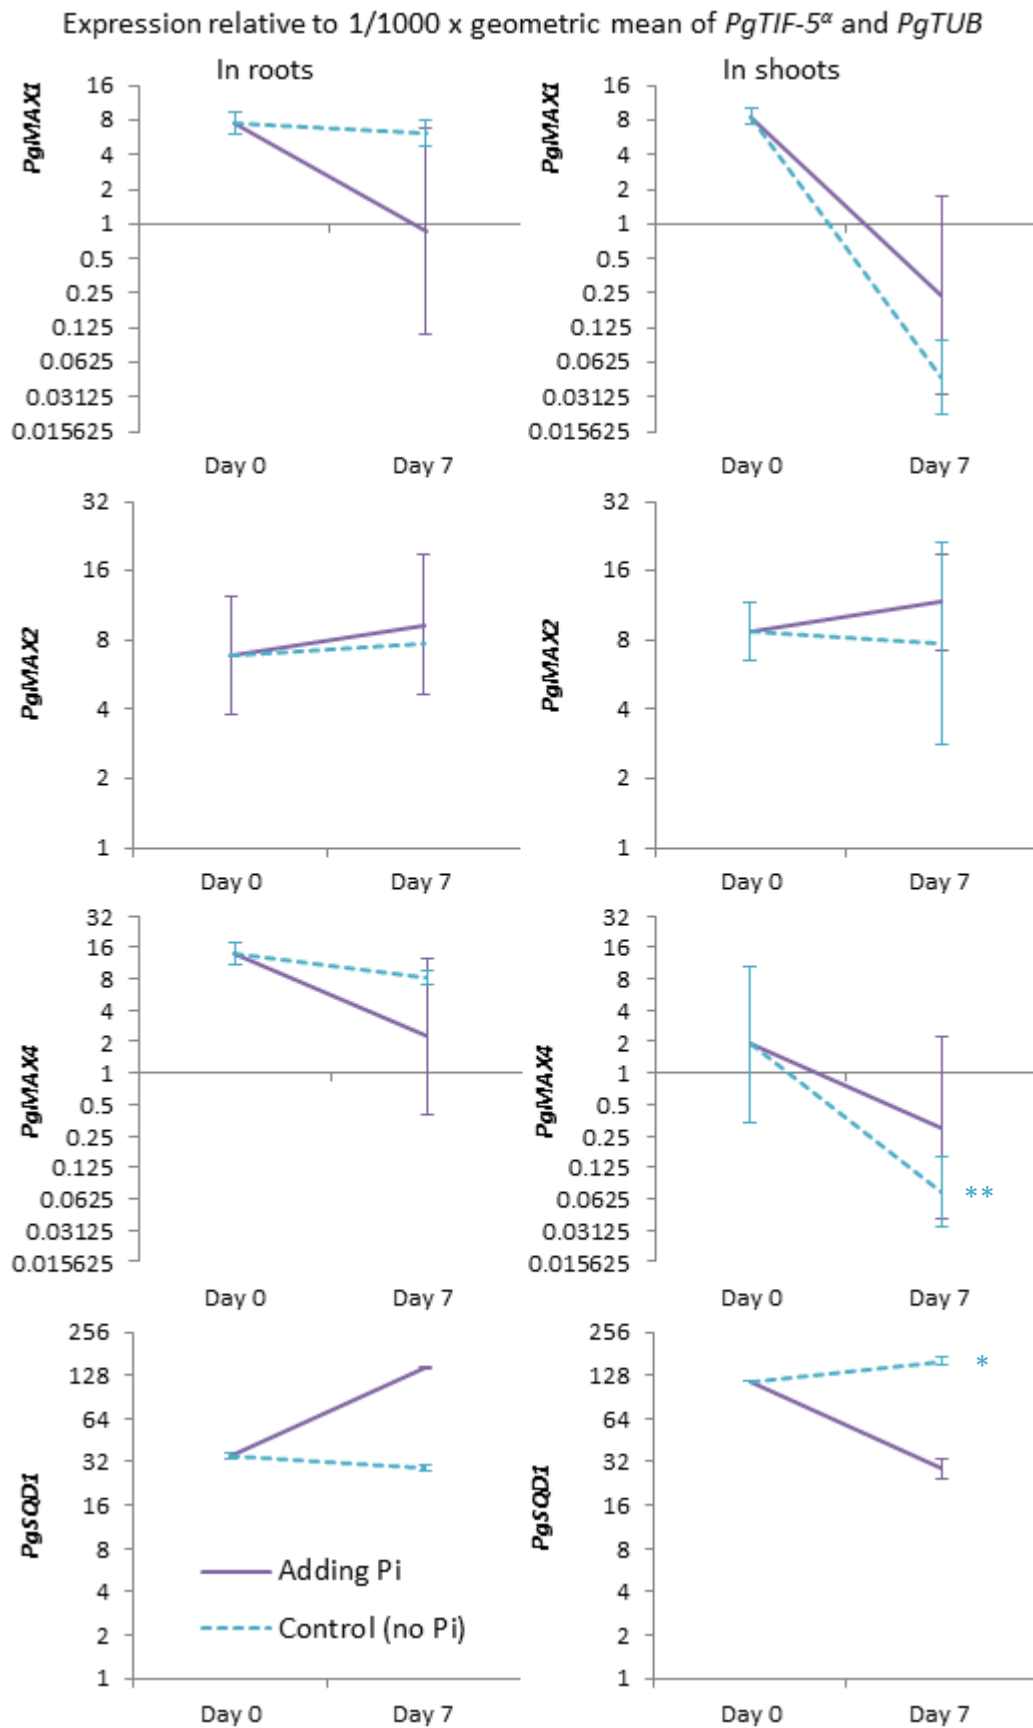 Expression relative to 1/1000 x geometric mean of PgTIF-5α and PgTUB
In roots
In shoots
PgMAX1
16
8
4
2
1
0.5
0.25
0.125
0.0625
0.03125
0.015625
Day 0
Day 7
PgMAX1
16
8
4
2
1
0.5
0.25
0.125
0.0625
0.03125
0.015625
Day 0
Day 7
PgMAX2
32
16
8
4
2
1
Day 0
Day 7
PgMAX2
32
16
8
4
2
1
Day 0
Day 7
PgMAX4
32
16
8
4
2
1
0.5
0.25
0.125
0.0625
0.03125
0.015625
Day 0
Day 7
PgMAX4
32
16
8
4
2
1
0.5
0.25
0.125
0.0625
0.03125
0.015625
**
Day 0
Day 7
PgSQD1
256
128
64
32
16
8
4
2
1
Adding Pi
Control (no Pi)
Day 0
Day 7
PgSQD1
256
128
64
32
16
8
4
2
1
*
Day 0
Day 7